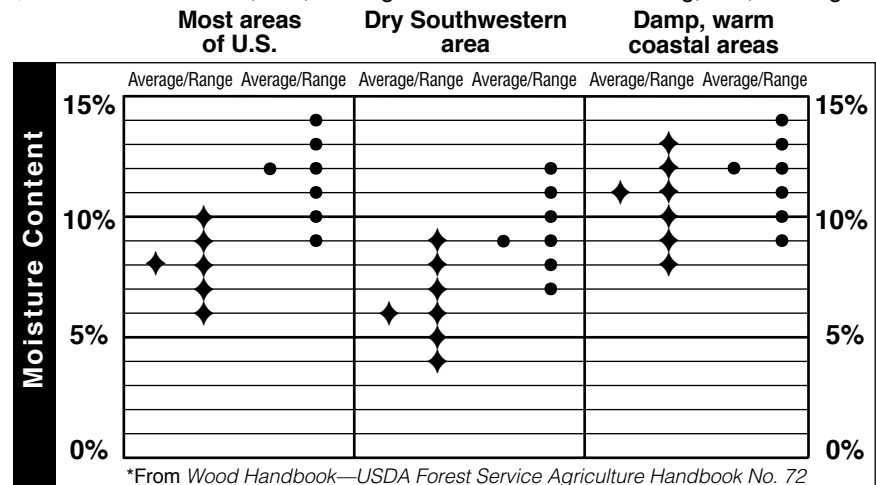 Most areas of U.S.
Dry Southwestern area
Damp, warm coastal areas
Average/Range Average/Range Average/Range Average/Range Average/Range Average/Range
Moisture Content
15% 15%
10% 10%
5% 5%
0% 0%
*From Wood Handbook—USDA Forest Service Agriculture Handbook No. 72